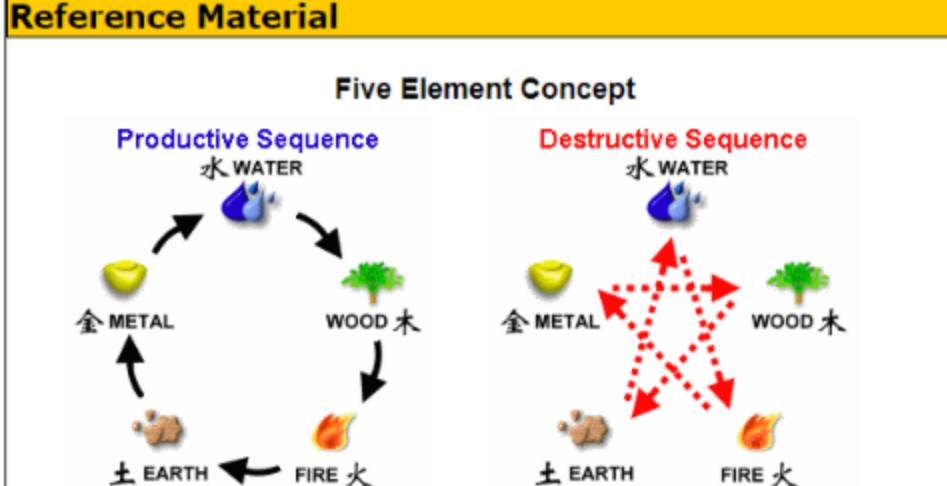 Reference Material
Five Element Concept
Productive Sequence
水 WATER
金 METAL
WOOD 木
土 EARTH
FIRE 火
Destructive Sequence
水 WATER
金 METAL
WOOD 木
土 EARTH
FIRE 火